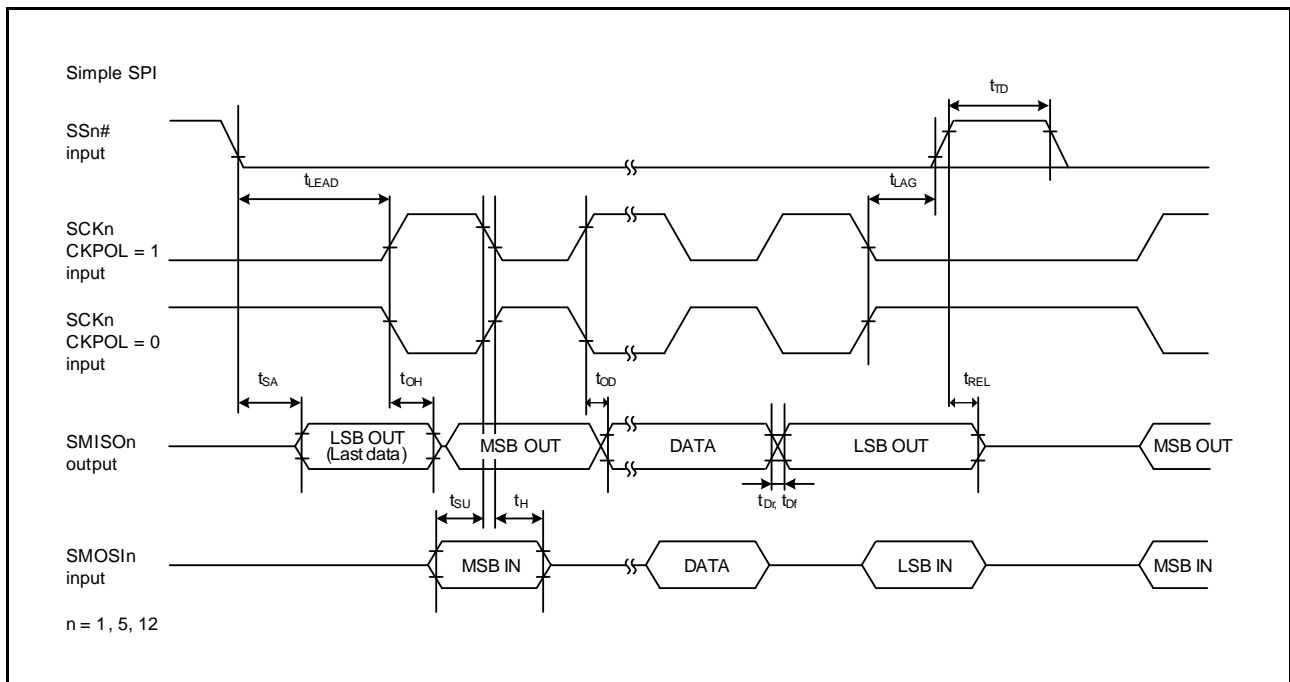 Simple SPI
tTD
SSn#
input
tLEAD
tLAG
SCKn
CKPOL = 1
input
SCKn
CKPOL = 0
input
tSA
tOH
tOD
tREL
SMISOn
output
LSB OUT
(Last data)
MSB OUT
DATA
LSB OUT
MSB OUT
tSU
tH
tDr, tDf
SMOSIn
input
MSB IN
DATA
LSB IN
MSB IN
n = 1, 5, 12